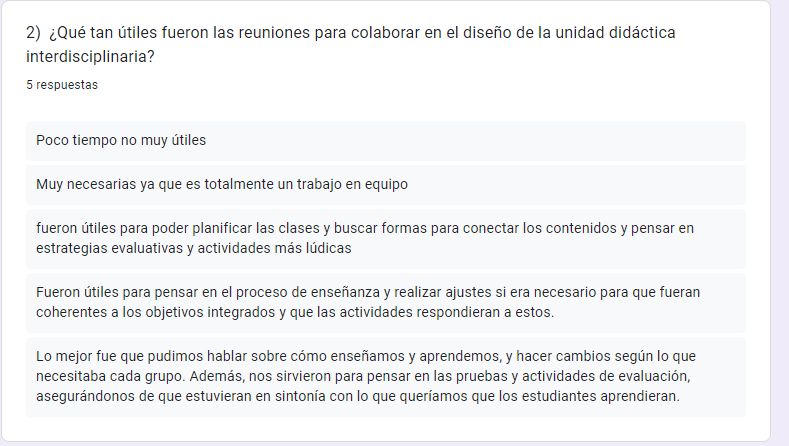 2) ¿Qué tan útiles fueron las reuniones para colaborar en el diseño de la unidad didáctica
interdisciplinaria?
5 respuestas
Poco tiempo no muy útiles
Muy necesarias ya que es totalmente un trabajo en equipo
fueron útiles para poder planificar las clases y buscar formas para conectar los contenidos y pensar en
estrategias evaluativas y actividades más lúdicas
Fueron útiles para pensar en el proceso de enseñanza y realizar ajustes si era necesario para que fueran
coherentes a los objetivos integrados y que las actividades respondieran a estos.
Lo mejor fue que pudimos hablar sobre cómo enseñamos y aprendemos, y hacer cambios según lo que
necesitaba cada grupo. Además, nos sirvieron para pensar en las pruebas y actividades de evaluación,
asegurándonos de que estuvieran en sintonía con lo que queríamos que los estudiantes aprendieran.